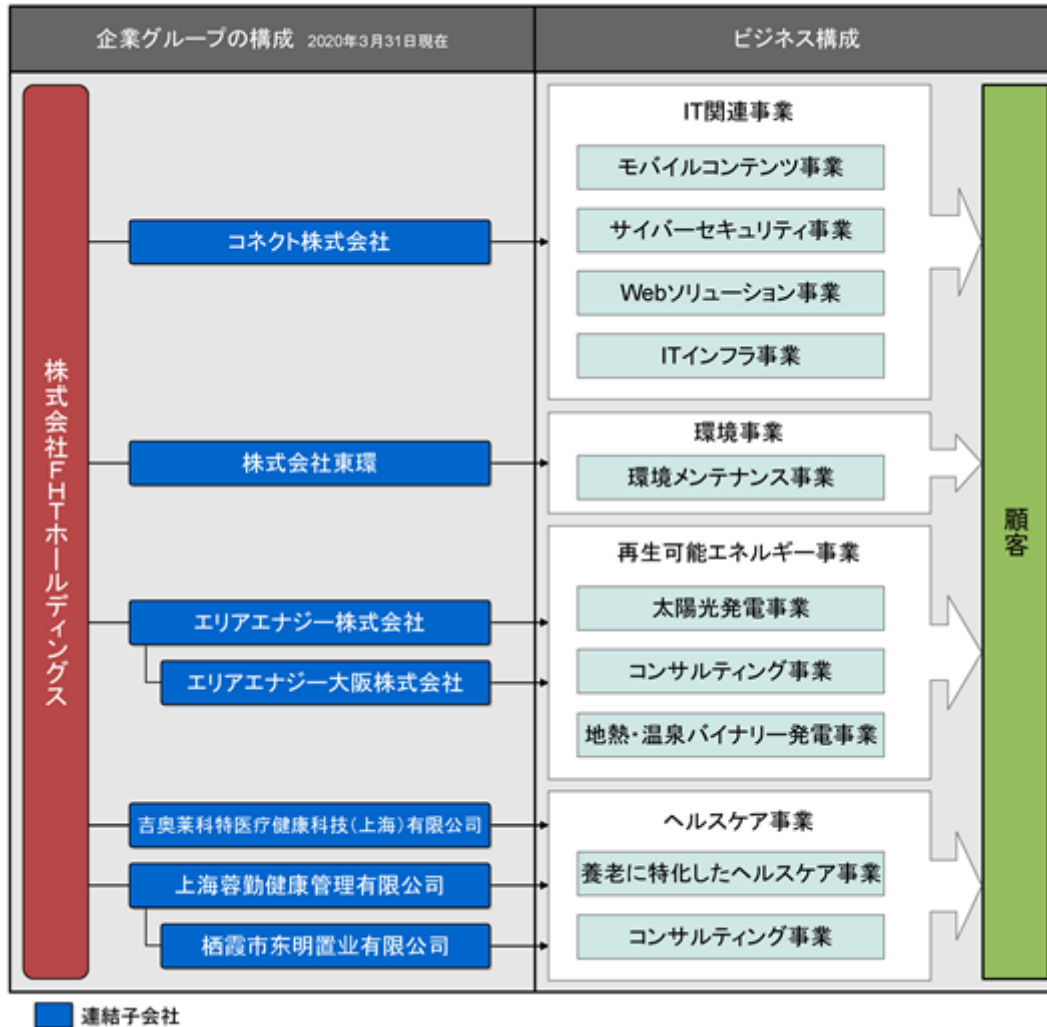 企業グループの構成 2020年3月31日現在
ビジネス構成
株式会社FHTホールディングス
コネクト株式会社
IT関連事業
モバイルコンテンツ事業
サイバーセキュリティ事業
Webソリューション事業
ITインフラ事業
株式会社東環
環境事業
環境メンテナンス事業
エリアエナジー株式会社
エリアエナジー大阪株式会社
再生可能エネルギー事業
太陽光発電事業
コンサルティング事業
地熱・温泉バイナリー発電事業
吉奥莱科特医疗健康科技(上海)有限公司
上海蓉勤健康管理有限公司
栖霞市东明置业有限公司
ヘルスケア事業
養老に特化したヘルスケア事業
コンサルティング事業
顧客
連結子会社